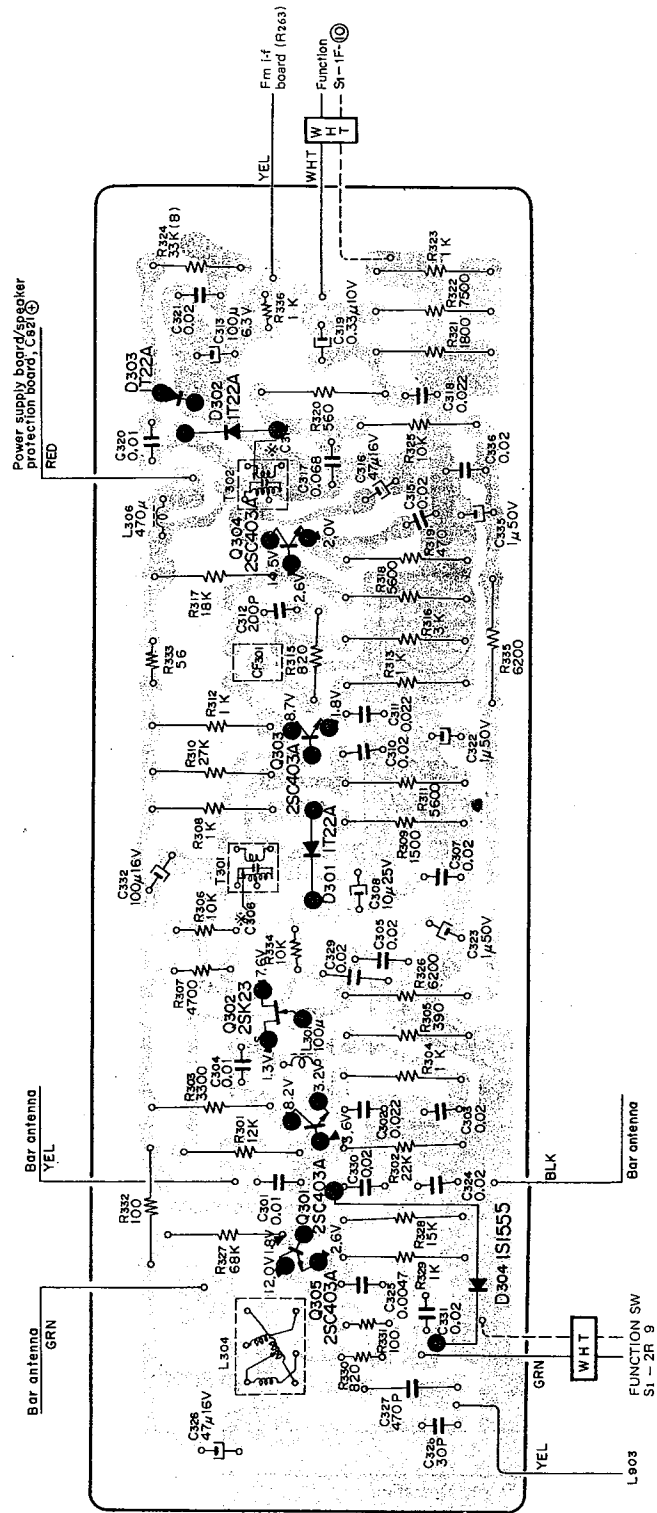 Bar antenna
GRN
Bar antenna
YEL
Power supply board/speaker
protection board, C821 ⊕
RED
Fm i-f
board (R263)
YEL
Function
S1-1F-⑩
WHT
WHT
BLK
Bar antenna
GRN
WHT
FUNCTION SW
S1 - 2R 9
YEL
L903
C326
47μ16V
L304
R332
100
R327
68K
R301
12K
R303
3300
C304
0.01
C301
0.01
12.0V
1.8V
2.6V
Q305
2SC403A
Q301
2SC403A
8.2V
3.2V
3.6V
L301
100μ
Q302
2SK23
7.6V
1.3V
R307
4700
R306
10K
R334
10K
C332
100μ16V
T301
※
C306
R308
1K
R310
27K
R312
1K
R333
56
CF301
R315
820
R317
18K
C312
200P
L306
470μ
D301 1T22A
Q303
2SC403A
8.7V
1.8V
Q304
2SC403A
14.5V
2.6V
2.0V
T302
※
C320
0.01
D303
1T22A
D302
1T22A
C317
0.068
R320
560
C313
100μ
6.3V
C321
0.02
R324
33K(8)
R336
1K
C319
0.33μ10V
C326
30P
C327
470P
R330
820
R331
100
C325
0.0047
C331
0.02
R329
1K
R328
15K
D304 1S1555
C330
0.02
C324
0.02
R302
22K
C3020
0.022
C303
0.02
R304
1K
R305
390
R326
6200
C329
0.02
C305
0.02
C308
10μ25V
C323
1μ50V
C307
0.02
R309
1500
R311
5600
C310
0.02
C311
0.022
C322
1μ50V
R313
1K
R316
3K
R318
5600
R319
470
R335
6200
C315
0.02
C316
47μ16V
C335
1μ50V
C336
0.02
R325
10K
C318
0.022
R321
1800
R322
7500
R323
1K